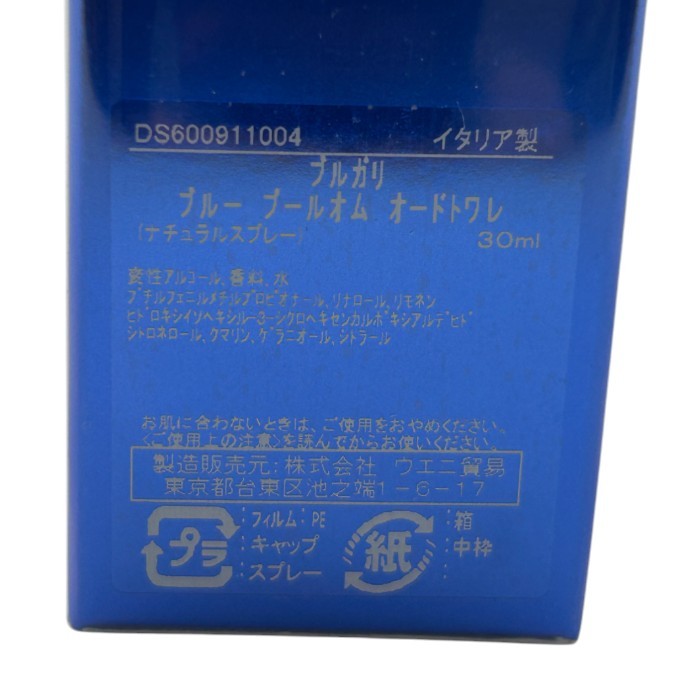 DS600911004 イタリア製
ブルガリ
ブルー プールオム オードトワレ
(ナチュラルスプレー) 30ml
変性アルコール、香料、水
ブチルフェニルメチルプロピオナール、リナロール、リモネン
ヒドロキシイソヘキシル-3-シクロヘキセンカルボキシアルデヒド
シトロネロール、クマリン、ゲラニオール、シトラール
お肌に合わないときは、ご使用をおやめください。
<ご使用上の注意>を読んでからお使いください。
製造販売元:株式会社 ウエニ貿易
東京都台東区池之端1-6-17
プラ :フィルム:PE
:キャップ
:スプレー
紙 :箱
:中枠
: